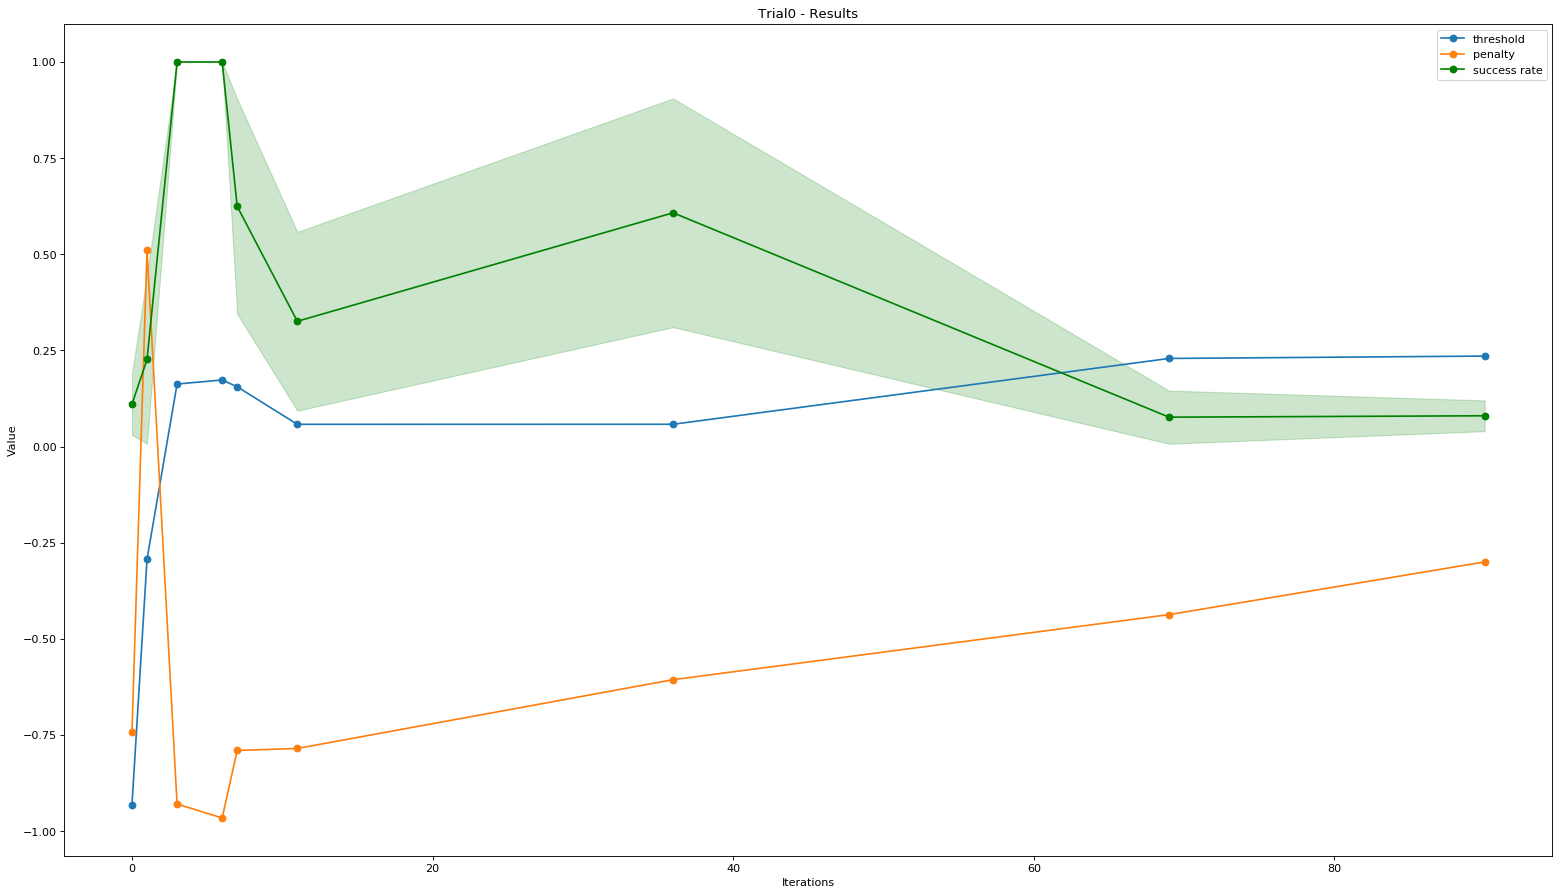 Trial0 - Results
threshold
penalty
success rate
1.00
0.75
0.50
0.25
0.00
−0.25
−0.50
−0.75
−1.00
Value
0 20 40 60 80
Iterations